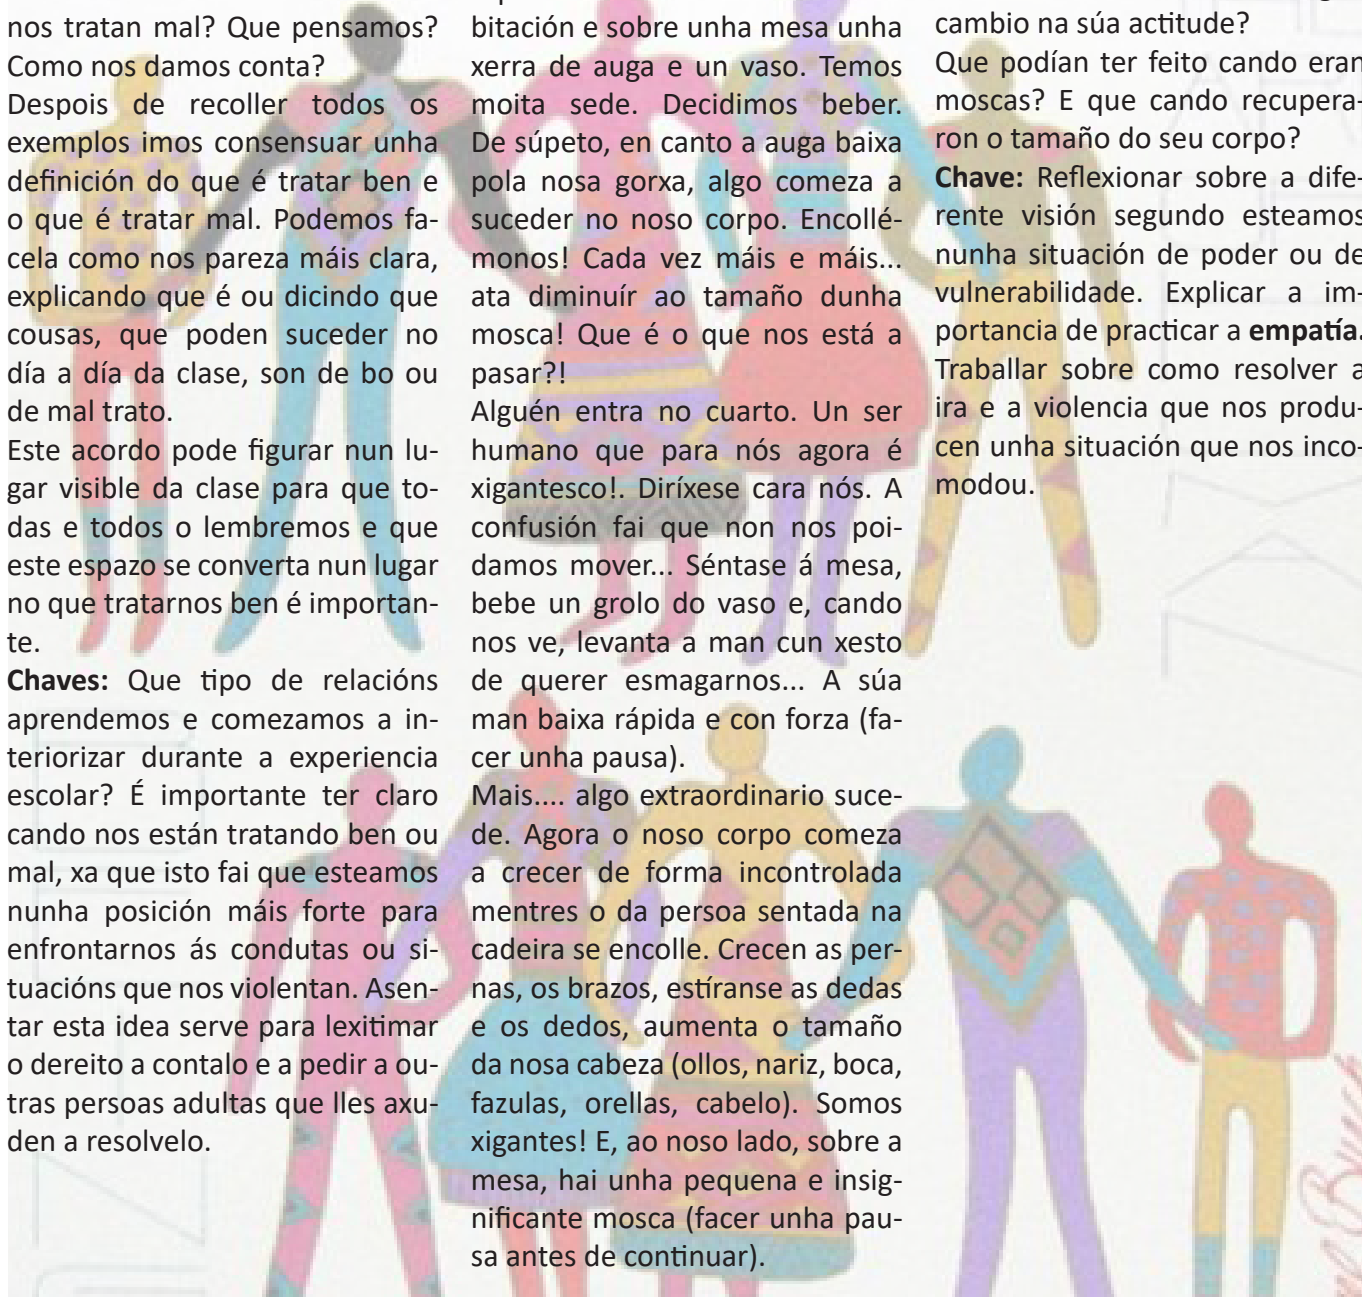 nos tratan mal? Que pensamos?
Como nos damos conta?
Despois de recoller todos os
exemplos imos consensuar unha
definición do que é tratar ben e
o que é tratar mal. Podemos fa-
cela como nos pareza máis clara,
explicando que é ou dicindo que
cousas, que poden suceder no
día a día da clase, son de bo ou
de mal trato.
Este acordo pode figurar nun lu-
gar visible da clase para que to-
das e todos o lembremos e que
este espazo se converta nun lugar
no que tratarnos ben é importan-
te.
Chaves: Que tipo de relacións
aprendemos e comezamos a in-
teriorizar durante a experiencia
escolar? É importante ter claro
cando nos están tratando ben ou
mal, xa que isto fai que esteamos
nunha posición máis forte para
enfrontarnos ás condutas ou si-
tuacións que nos violentan. Asen-
tar esta idea serve para lexitimar
o dereito a contalo e a pedir a ou-
tras persoas adultas que lles axu-
den a resolvelo.
bitación e sobre unha mesa unha
xerra de auga e un vaso. Temos
moita sede. Decidimos beber.
De súpeto, en canto a auga baixa
pola nosa gorxa, algo comeza a
suceder no noso corpo. Encollé-
monos! Cada vez máis e máis...
ata diminuír ao tamaño dunha
mosca! Que é o que nos está a
pasar?!
Alguén entra no cuarto. Un ser
humano que para nós agora é
xigantesco!. Diríxese cara nós. A
confusión fai que non nos poi-
damos mover... Séntase á mesa,
bebe un grolo do vaso e, cando
nos ve, levanta a man cun xesto
de querer esmagarnos... A súa
man baixa rápida e con forza (fa-
cer unha pausa).
Mais.... algo extraordinario suce-
de. Agora o noso corpo comeza
a crecer de forma incontrolada
mentres o da persoa sentada na
cadeira se encolle. Crecen as per-
nas, os brazos, estíranse as dedas
e os dedos, aumenta o tamaño
da nosa cabeza (ollos, nariz, boca,
fazulas, orellas, cabelo). Somos
xigantes! E, ao noso lado, sobre a
mesa, hai unha pequena e insig-
nificante mosca (facer unha pau-
sa antes de continuar).
cambio na súa actitude?
Que podían ter feito cando eran
moscas? E que cando recupera-
ron o tamaño do seu corpo?
Chave: Reflexionar sobre a dife-
rente visión segundo esteamos
nunha situación de poder ou de
vulnerabilidade. Explicar a im-
portancia de practicar a empatía.
Traballar sobre como resolver a
ira e a violencia que nos produ-
cen unha situación que nos inco-
modou.